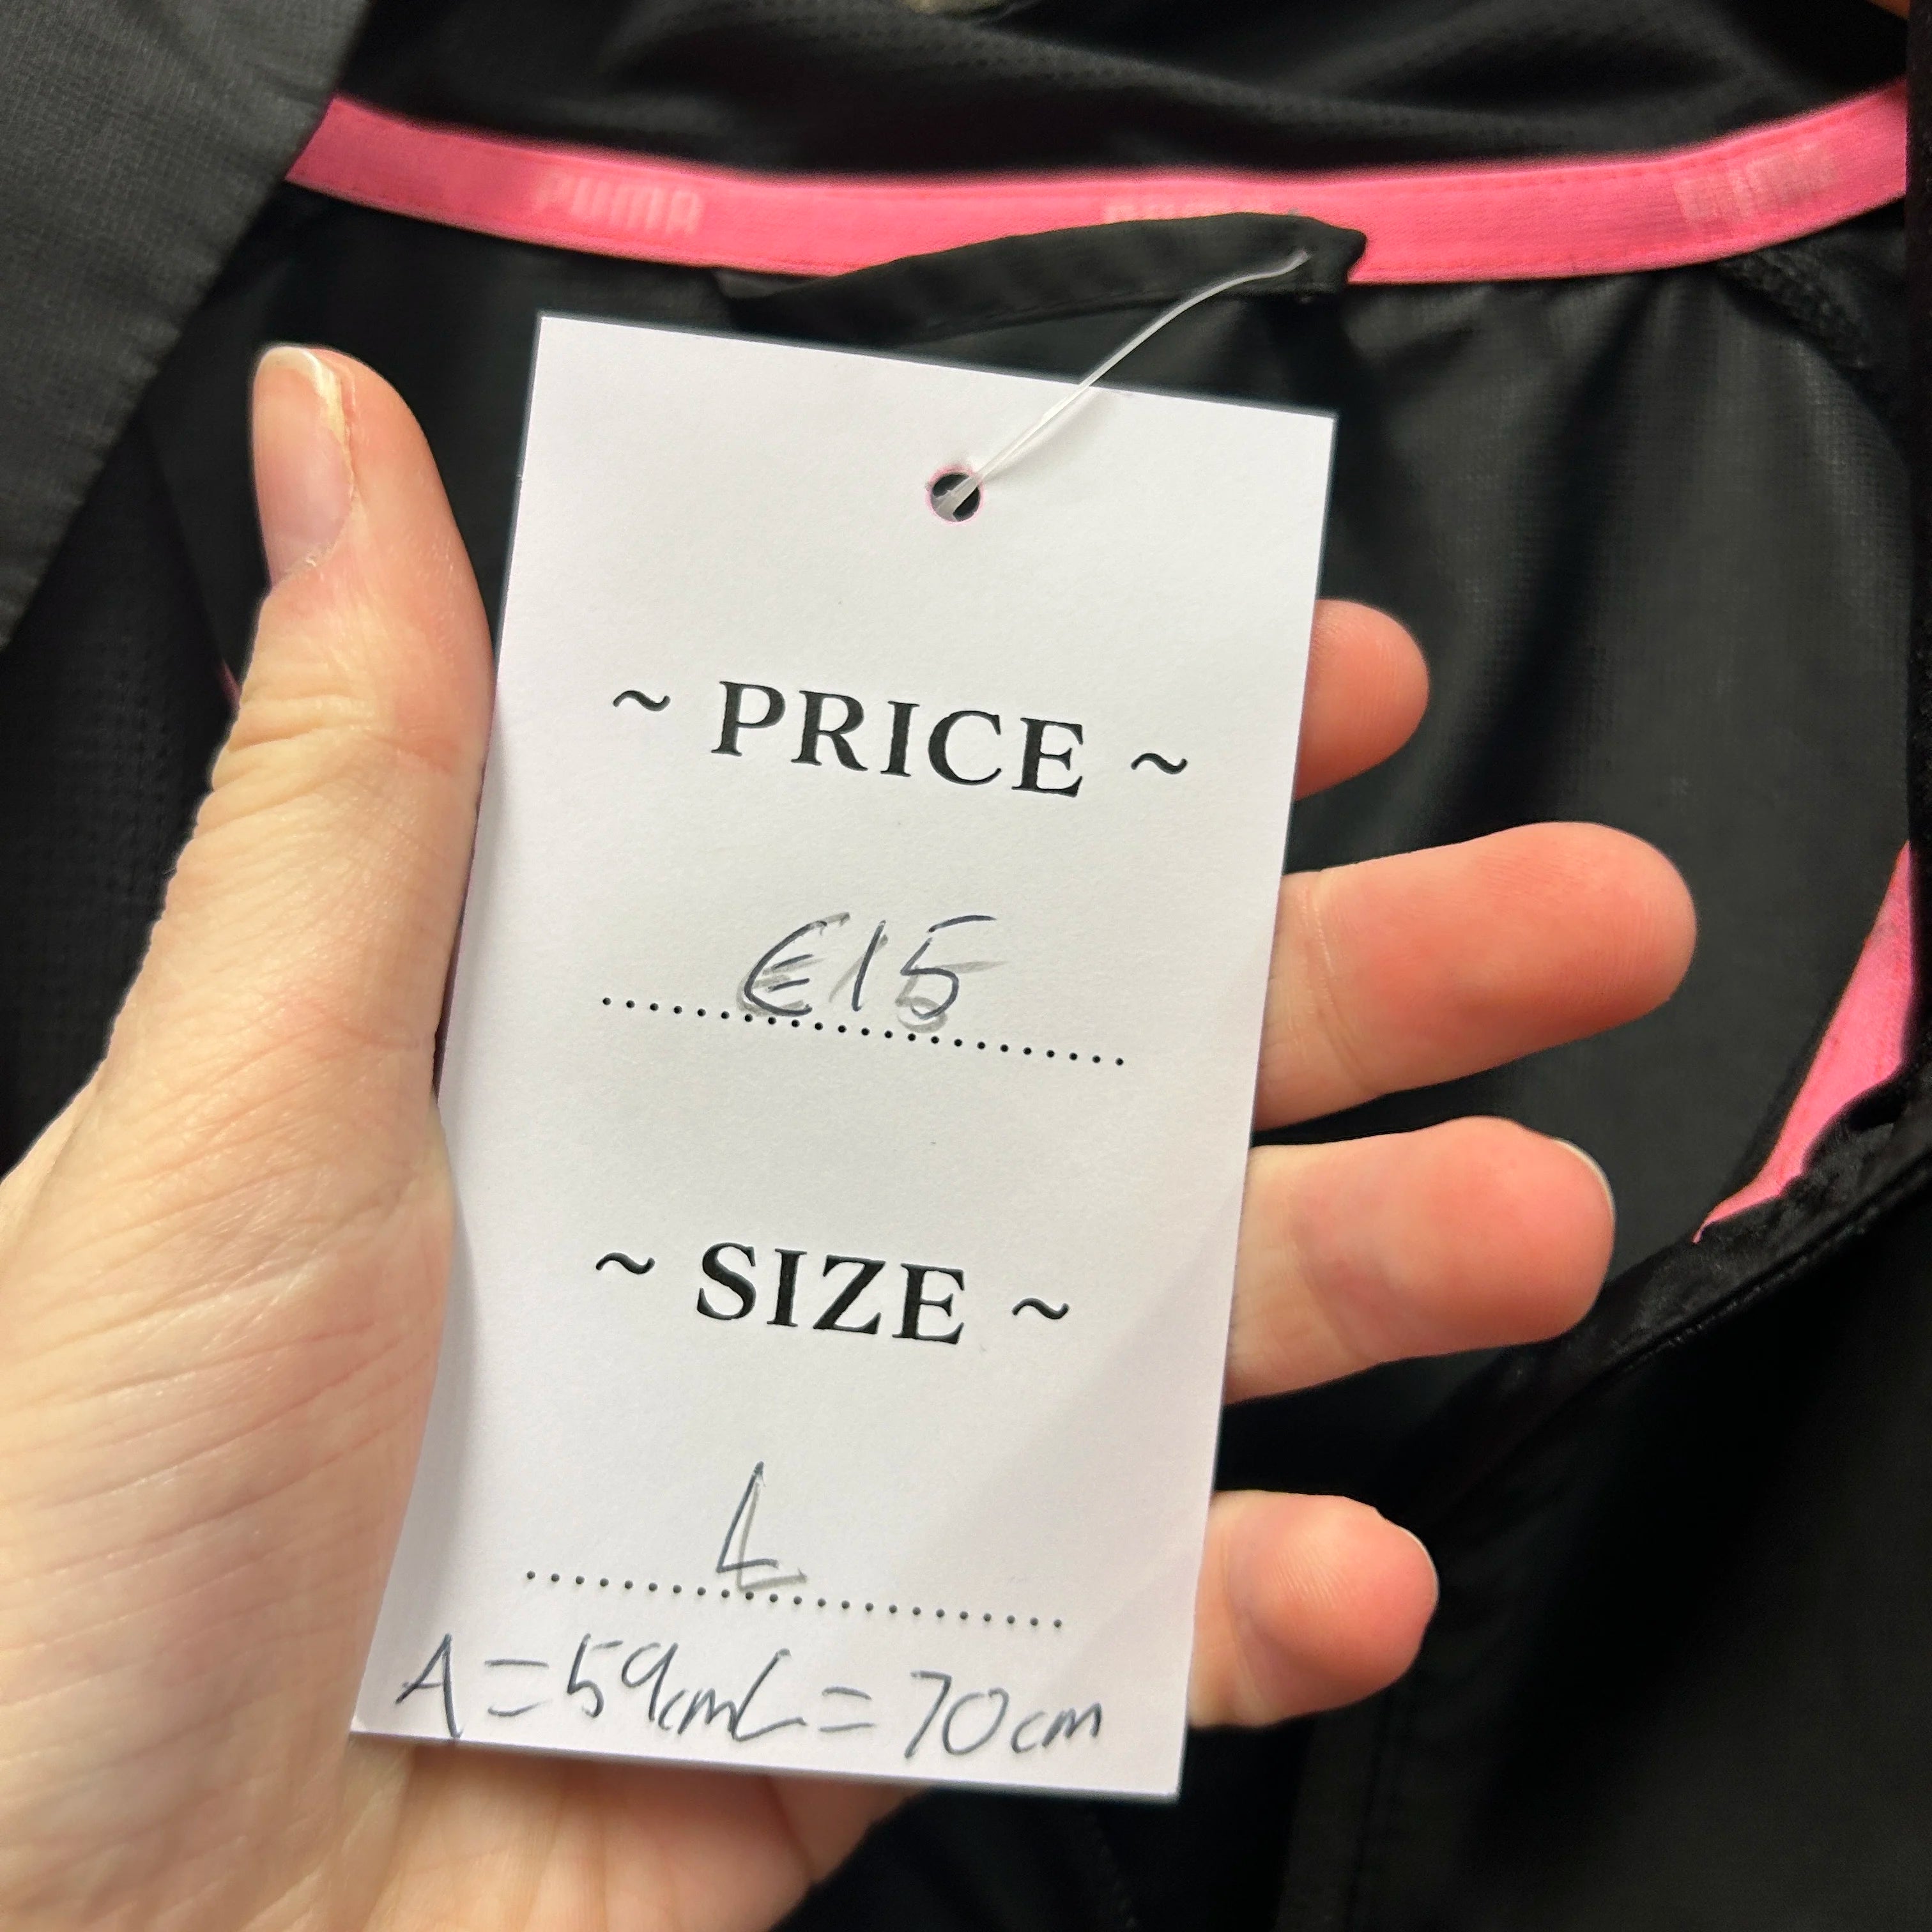 PUMA
~ PRICE ~
€15
~ SIZE ~
L
A = 59cm L = 70cm